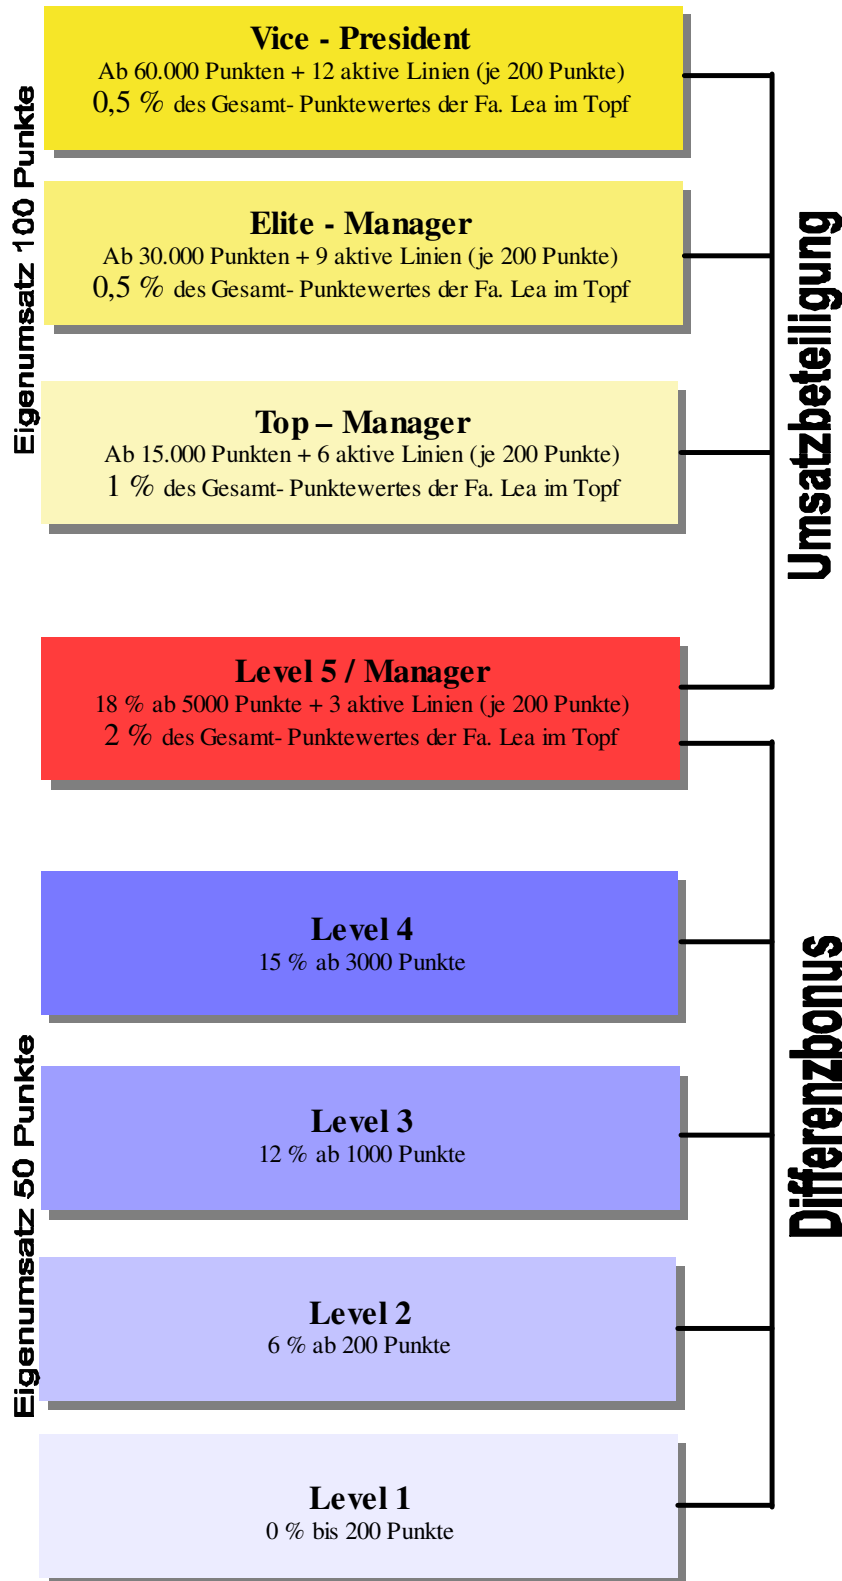 Vice - President
Ab 60.000 Punkten + 12 aktive Linien (je 200 Punkte)
0,5 % des Gesamt- Punktewertes der Fa. Lea im Topf
Elite - Manager
Ab 30.000 Punkten + 9 aktive Linien (je 200 Punkte)
0,5 % des Gesamt- Punktewertes der Fa. Lea im Topf
Top – Manager
Ab 15.000 Punkten + 6 aktive Linien (je 200 Punkte)
1 % des Gesamt- Punktewertes der Fa. Lea im Topf
Eigenumsatz 100 Punkte
Umsatzbeteiligung
Level 5 / Manager
18 % ab 5000 Punkte + 3 aktive Linien (je 200 Punkte)
2 % des Gesamt- Punktewertes der Fa. Lea im Topf
Level 4
15 % ab 3000 Punkte
Level 3
12 % ab 1000 Punkte
Level 2
6 % ab 200 Punkte
Level 1
0 % bis 200 Punkte
Eigenumsatz 50 Punkte
Differenzbonus